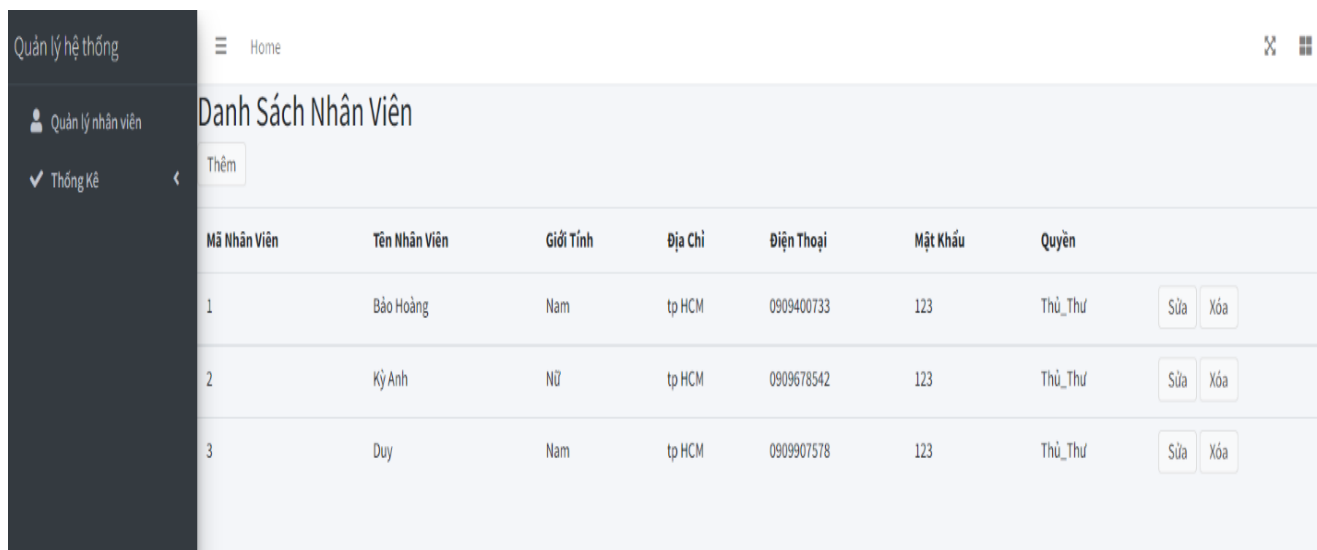 Quản lý hệ thống
Home
Quản lý nhân viên
Thống Kê
Danh Sách Nhân Viên
Thêm
Mã Nhân Viên Tên Nhân Viên Giới Tính Địa Chỉ Điện Thoại Mật Khẩu Quyền
1 Bảo Hoàng Nam tp HCM 0909400733 123 Thủ_Thư Sửa Xóa
2 Kỳ Anh Nữ tp HCM 0909678542 123 Thủ_Thư Sửa Xóa
3 Duy Nam tp HCM 0909907578 123 Thủ_Thư Sửa Xóa